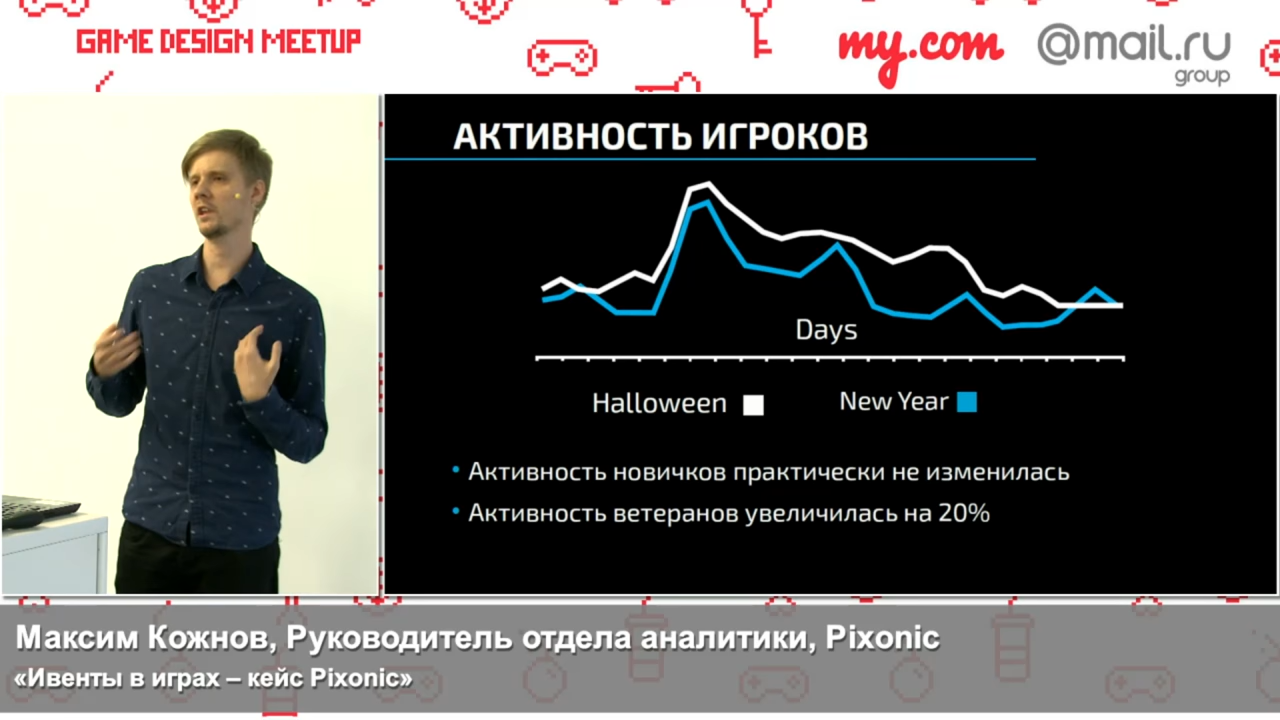 GAME DESIGN MEETUP
my.com
@mail.ru
group
АКТИВНОСТЬ ИГРОКОВ
Days
Halloween
New Year
• Активность новичков практически не изменилась
• Активность ветеранов увеличилась на 20%
Максим Кожнов, Руководитель отдела аналитики, Pixonic
«Ивенты в играх – кейс Pixonic»